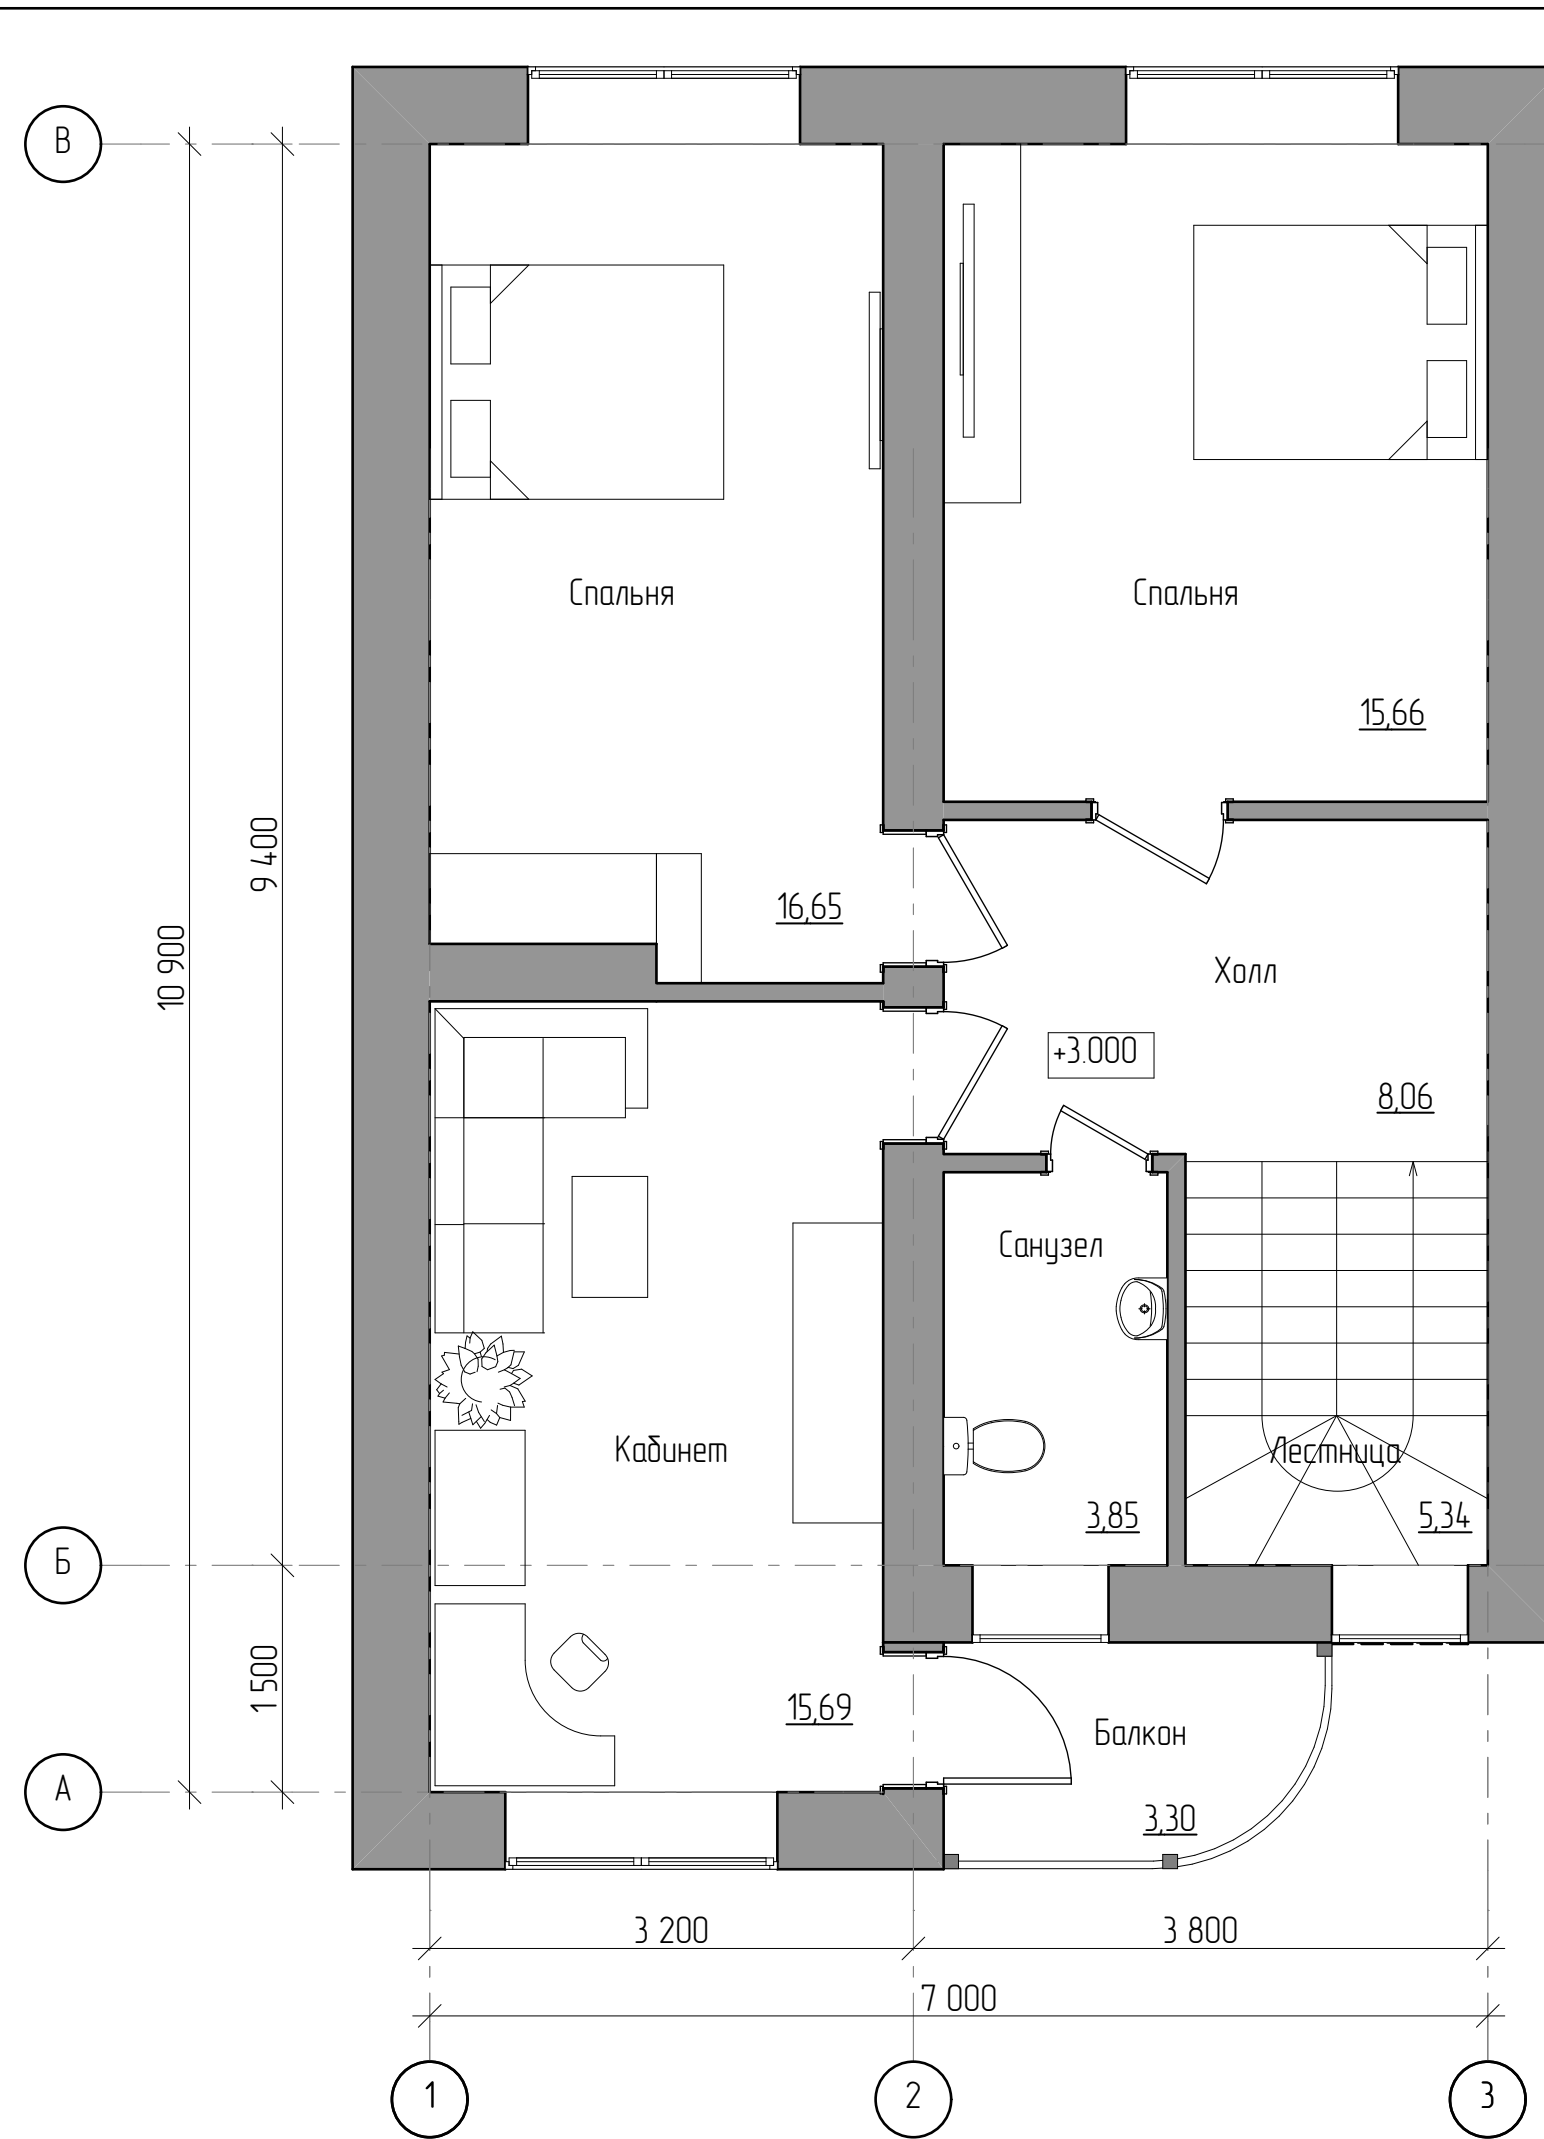 В
Спальня
Спальня
15,66
9 400
16,65
10 900
Холл
+3.000
8,06
Санузел
Кабинет
Лестница
3,85
5,34
Б
1 500
15,69
Балкон
А
3,30
3 200
3 800
7 000
1
2
3